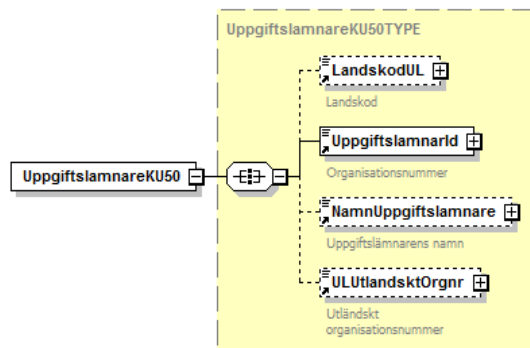 UppgiftslamnareKU50TYPE
LandskodUL
Landskod
UppgiftslamnarId
Organisationsnummer
UppgiftslamnareKU50
NamnUppgiftslamnare
Uppgiftslämnarens namn
ULUtlandsktOrgnr
Utländskt
organisationsnummer